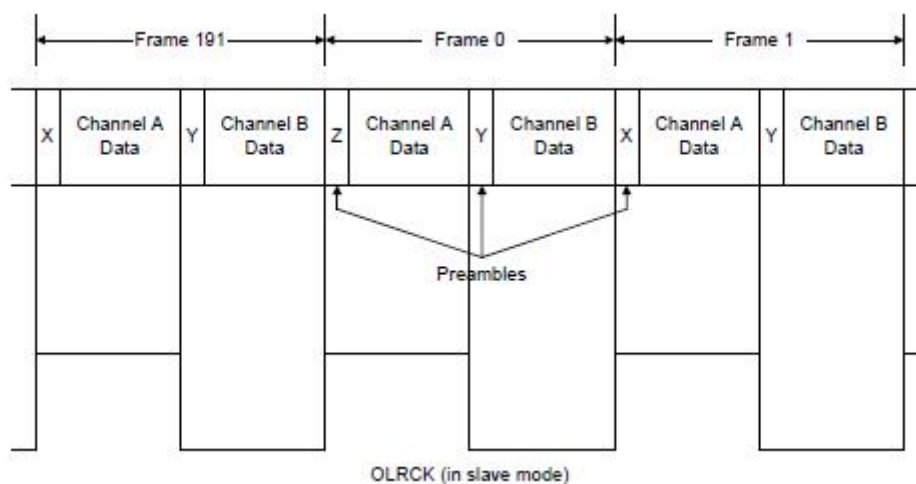 Frame 191 Frame 0 Frame 1
X Channel A Data Y Channel B Data Z Channel A Data Y Channel B Data X Channel A Data Y Channel B Data
Preambles
OLRCK (in slave mode)